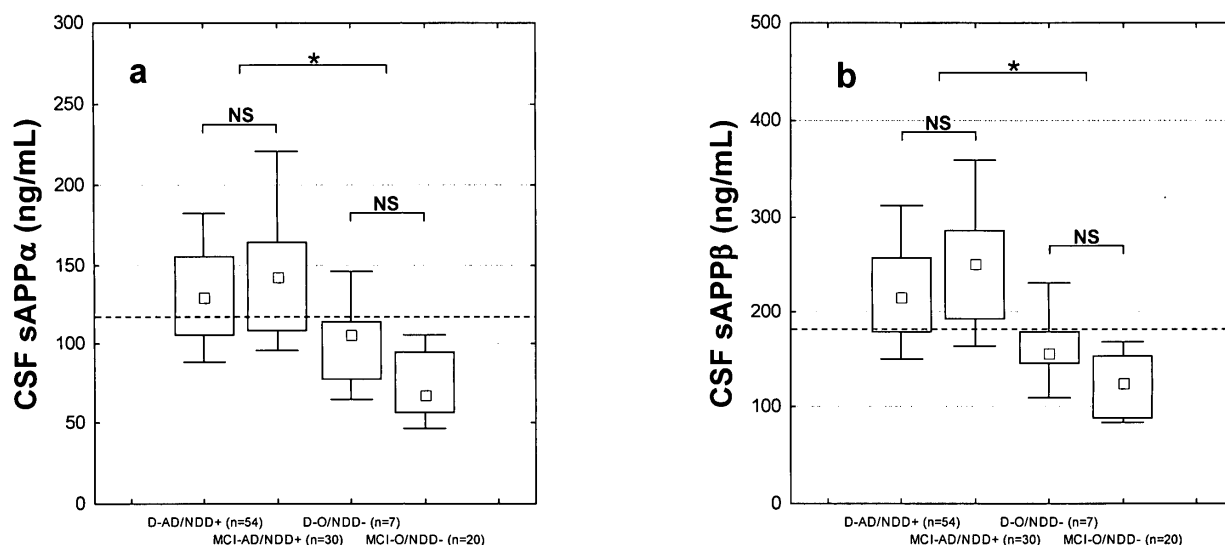 a
CSF sAPPα (ng/mL)
300
250
200
150
100
50
0
*
NS
NS
D-AD/NDD+ (n=54) D-O/NDD- (n=7)
MCI-AD/NDD+ (n=30) MCI-O/NDD- (n=20)
b
CSF sAPPβ (ng/mL)
500
400
300
200
100
0
*
NS
NS
D-AD/NDD+ (n=54) D-O/NDD- (n=7)
MCI-AD/NDD+ (n=30) MCI-O/NDD- (n=20)